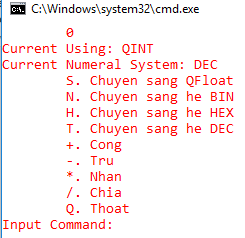 C:\Windows\system32\cmd.exe
0
Current Using: QINT
Current Numeral System: DEC
S. Chuyen sang QFloat
N. Chuyen sang he BIN
H. Chuyen sang he HEX
T. Chuyen sang he DEC
+. Cong
-. Tru
*. Nhan
/. Chia
Q. Thoat
Input Command: